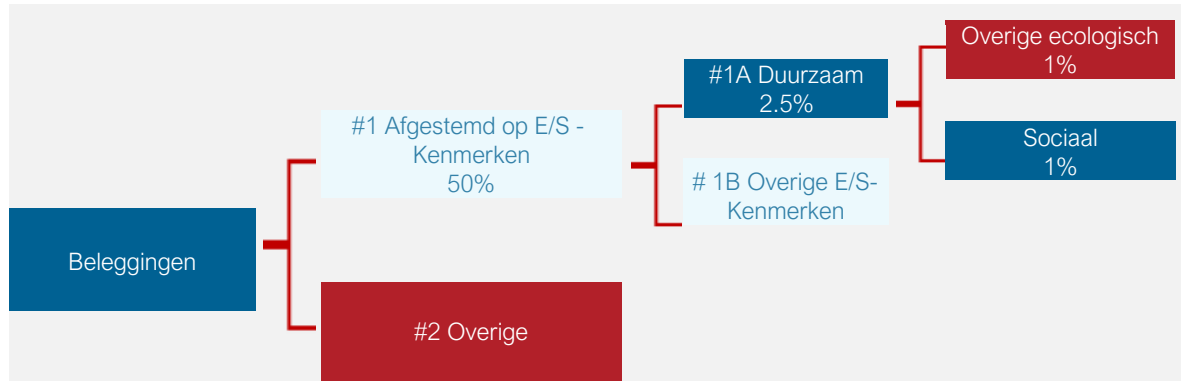 Beleggingen
#1 Afgestemd op E/S -
Kenmerken
50%
#2 Overige
#1A Duurzaam
2.5%
# 1B Overige E/S-
Kenmerken
Overige ecologisch
1%
Sociaal
1%